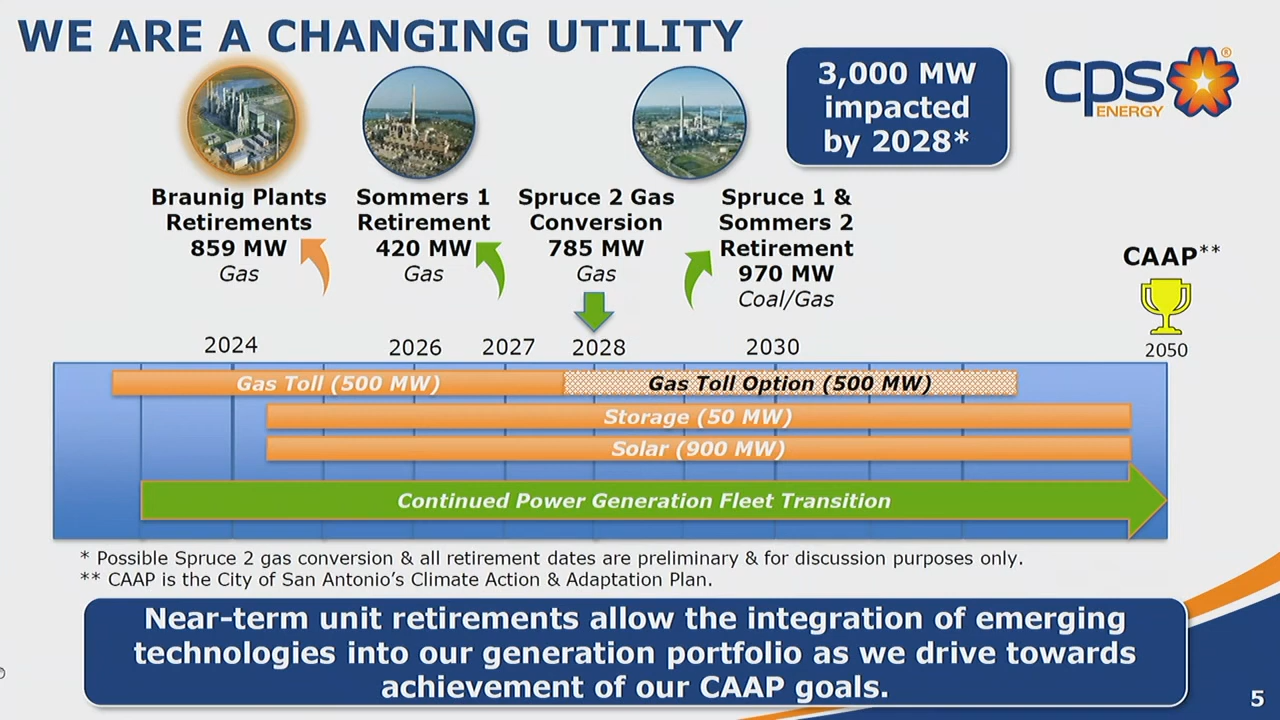 WE ARE A CHANGING UTILITY
3,000 MW
impacted
by 2028*
cps
ENERGY
®
Braunig Plants
Retirements
859 MW
Gas
Sommers 1
Retirement
420 MW
Gas
Spruce 2 Gas
Conversion
785 MW
Gas
Spruce 1 &
Sommers 2
Retirement
970 MW
Coal/Gas
CAAP**
2024
2026
2027
2028
2030
2050
Gas Toll (500 MW)
Gas Toll Option (500 MW)
Storage (50 MW)
Solar (900 MW)
Continued Power Generation Fleet Transition
* Possible Spruce 2 gas conversion & all retirement dates are preliminary & for discussion purposes only.
** CAAP is the City of San Antonio's Climate Action & Adaptation Plan.
Near-term unit retirements allow the integration of emerging
technologies into our generation portfolio as we drive towards
achievement of our CAAP goals.
5